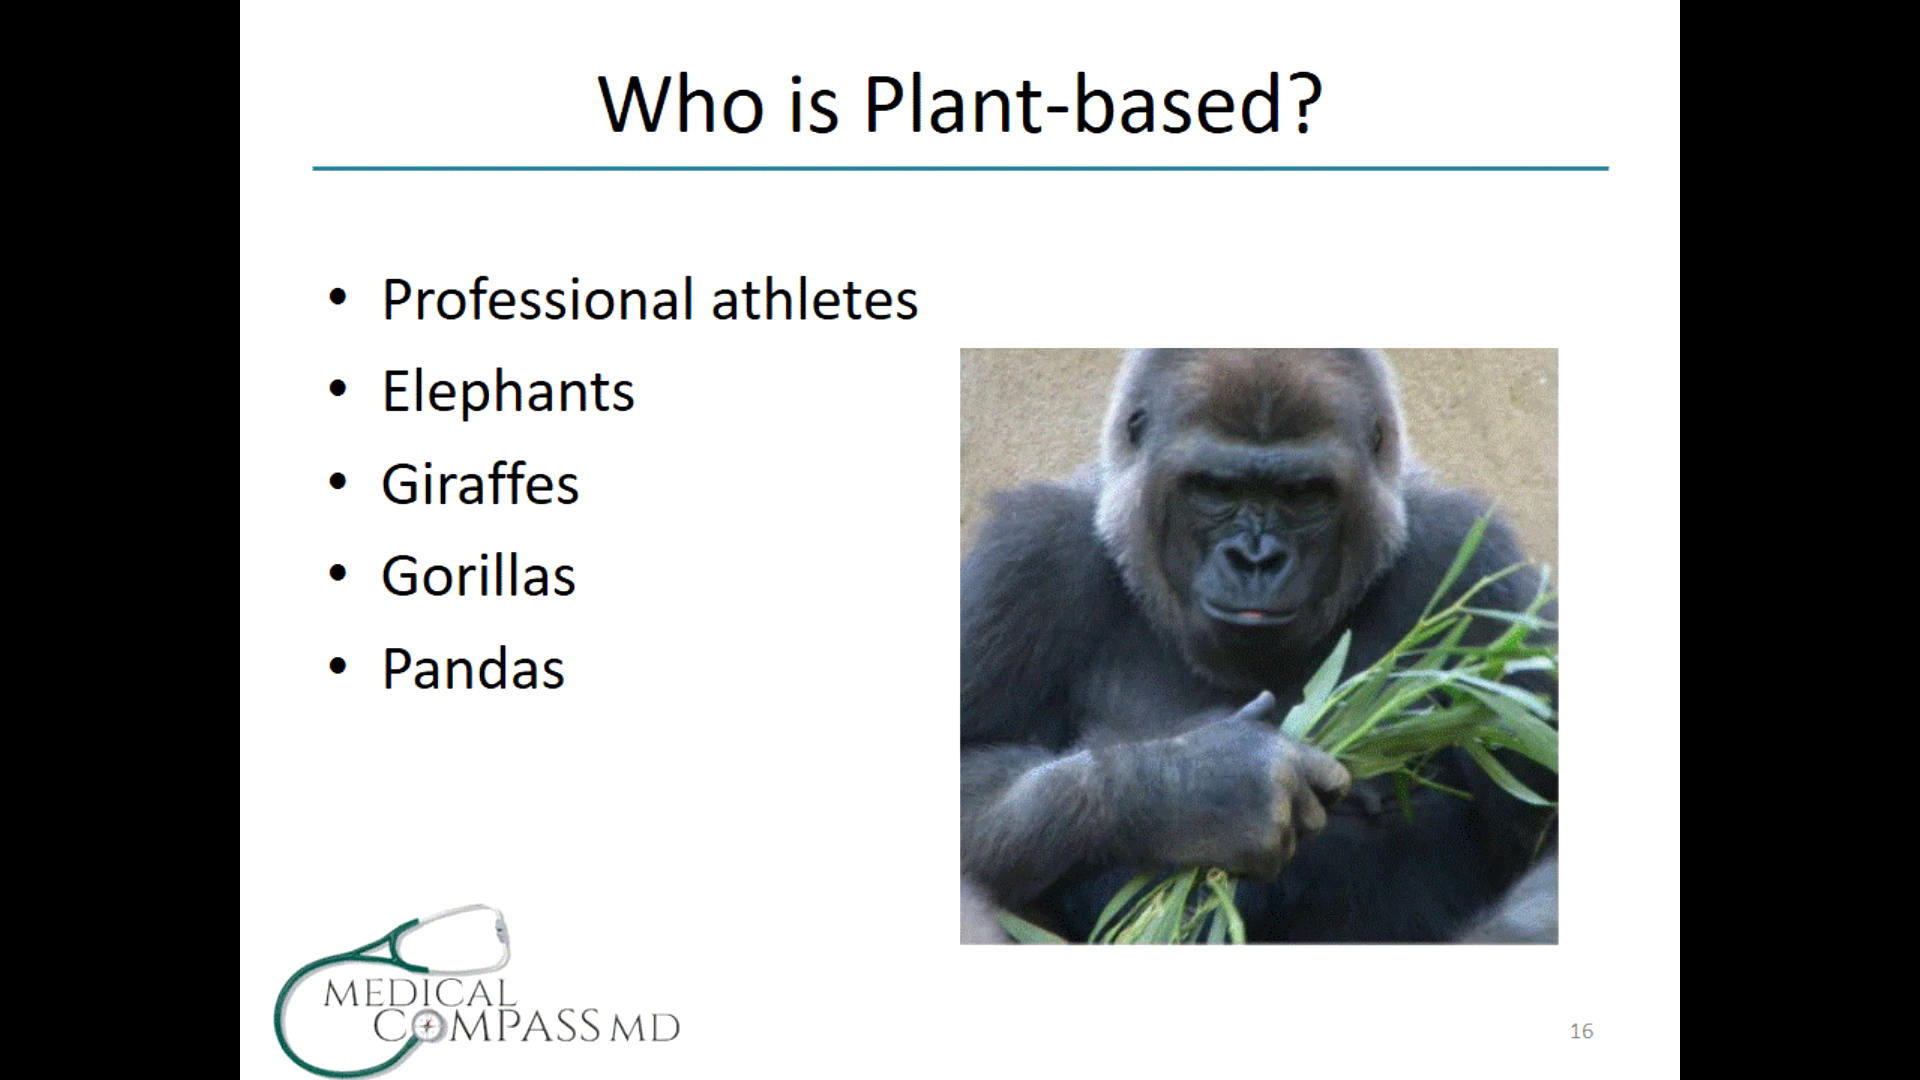 Who is Plant-based?
• Professional athletes
• Elephants
• Giraffes
• Gorillas
• Pandas
MEDICAL
COMPASS MD
16